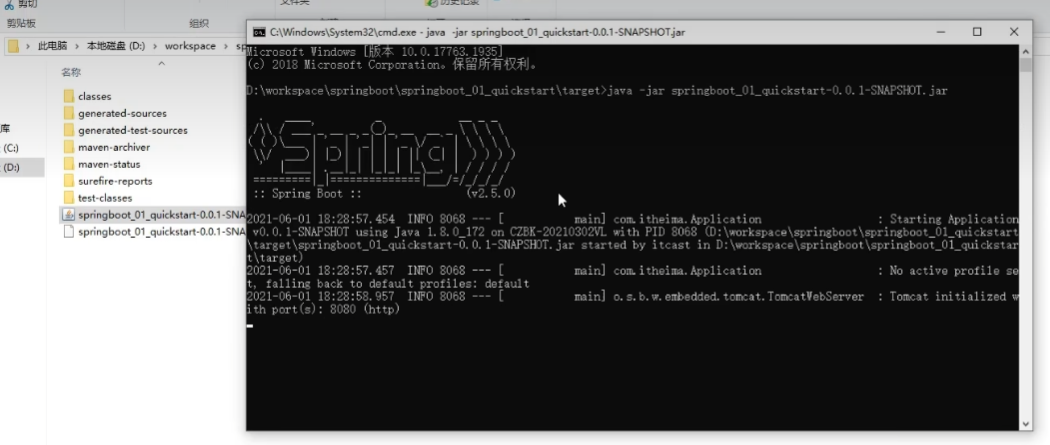 剪切
历史记录
剪贴板
组织
此电脑 › 本地磁盘 (D:) › workspace ›
名称
classes
generated-sources
generated-test-sources
maven-archiver
maven-status
surefire-reports
test-classes
springboot_01_quickstart-0.0.1-SNA
springboot_01_quickstart-0.0.1-SNA
库
(C:)
(D:)
C:\Windows\System32\cmd.exe - java -jar springboot_01_quickstart-0.0.1-SNAPSHOT.jar
Microsoft Windows [版本 10.0.17763.1935]
(c) 2018 Microsoft Corporation。保留所有权利。
D:\workspace\springboot\springboot_01_quickstart\target>java -jar springboot_01_quickstart-0.0.1-SNAPSHOT.jar
Spring
:: Spring Boot :: (v2.5.0)
2021-06-01 18:28:57.454 INFO 8068 --- [ main] com.itheima.Application : Starting Application
v0.0.1-SNAPSHOT using Java 1.8.0_172 on CZBK-20210302VL with PID 8068 (D:\workspace\springboot\springboot_01_quickstart
\target\springboot_01_quickstart-0.0.1-SNAPSHOT.jar started by itcast in D:\workspace\springboot\springboot_01_quickstar
t\target)
2021-06-01 18:28:57.457 INFO 8068 --- [ main] com.itheima.Application : No active profile se
t, falling back to default profiles: default
2021-06-01 18:28:58.957 INFO 8068 --- [ main] o.s.b.w.embedded.tomcat.TomcatWebServer : Tomcat initialized w
ith port(s): 8080 (http)